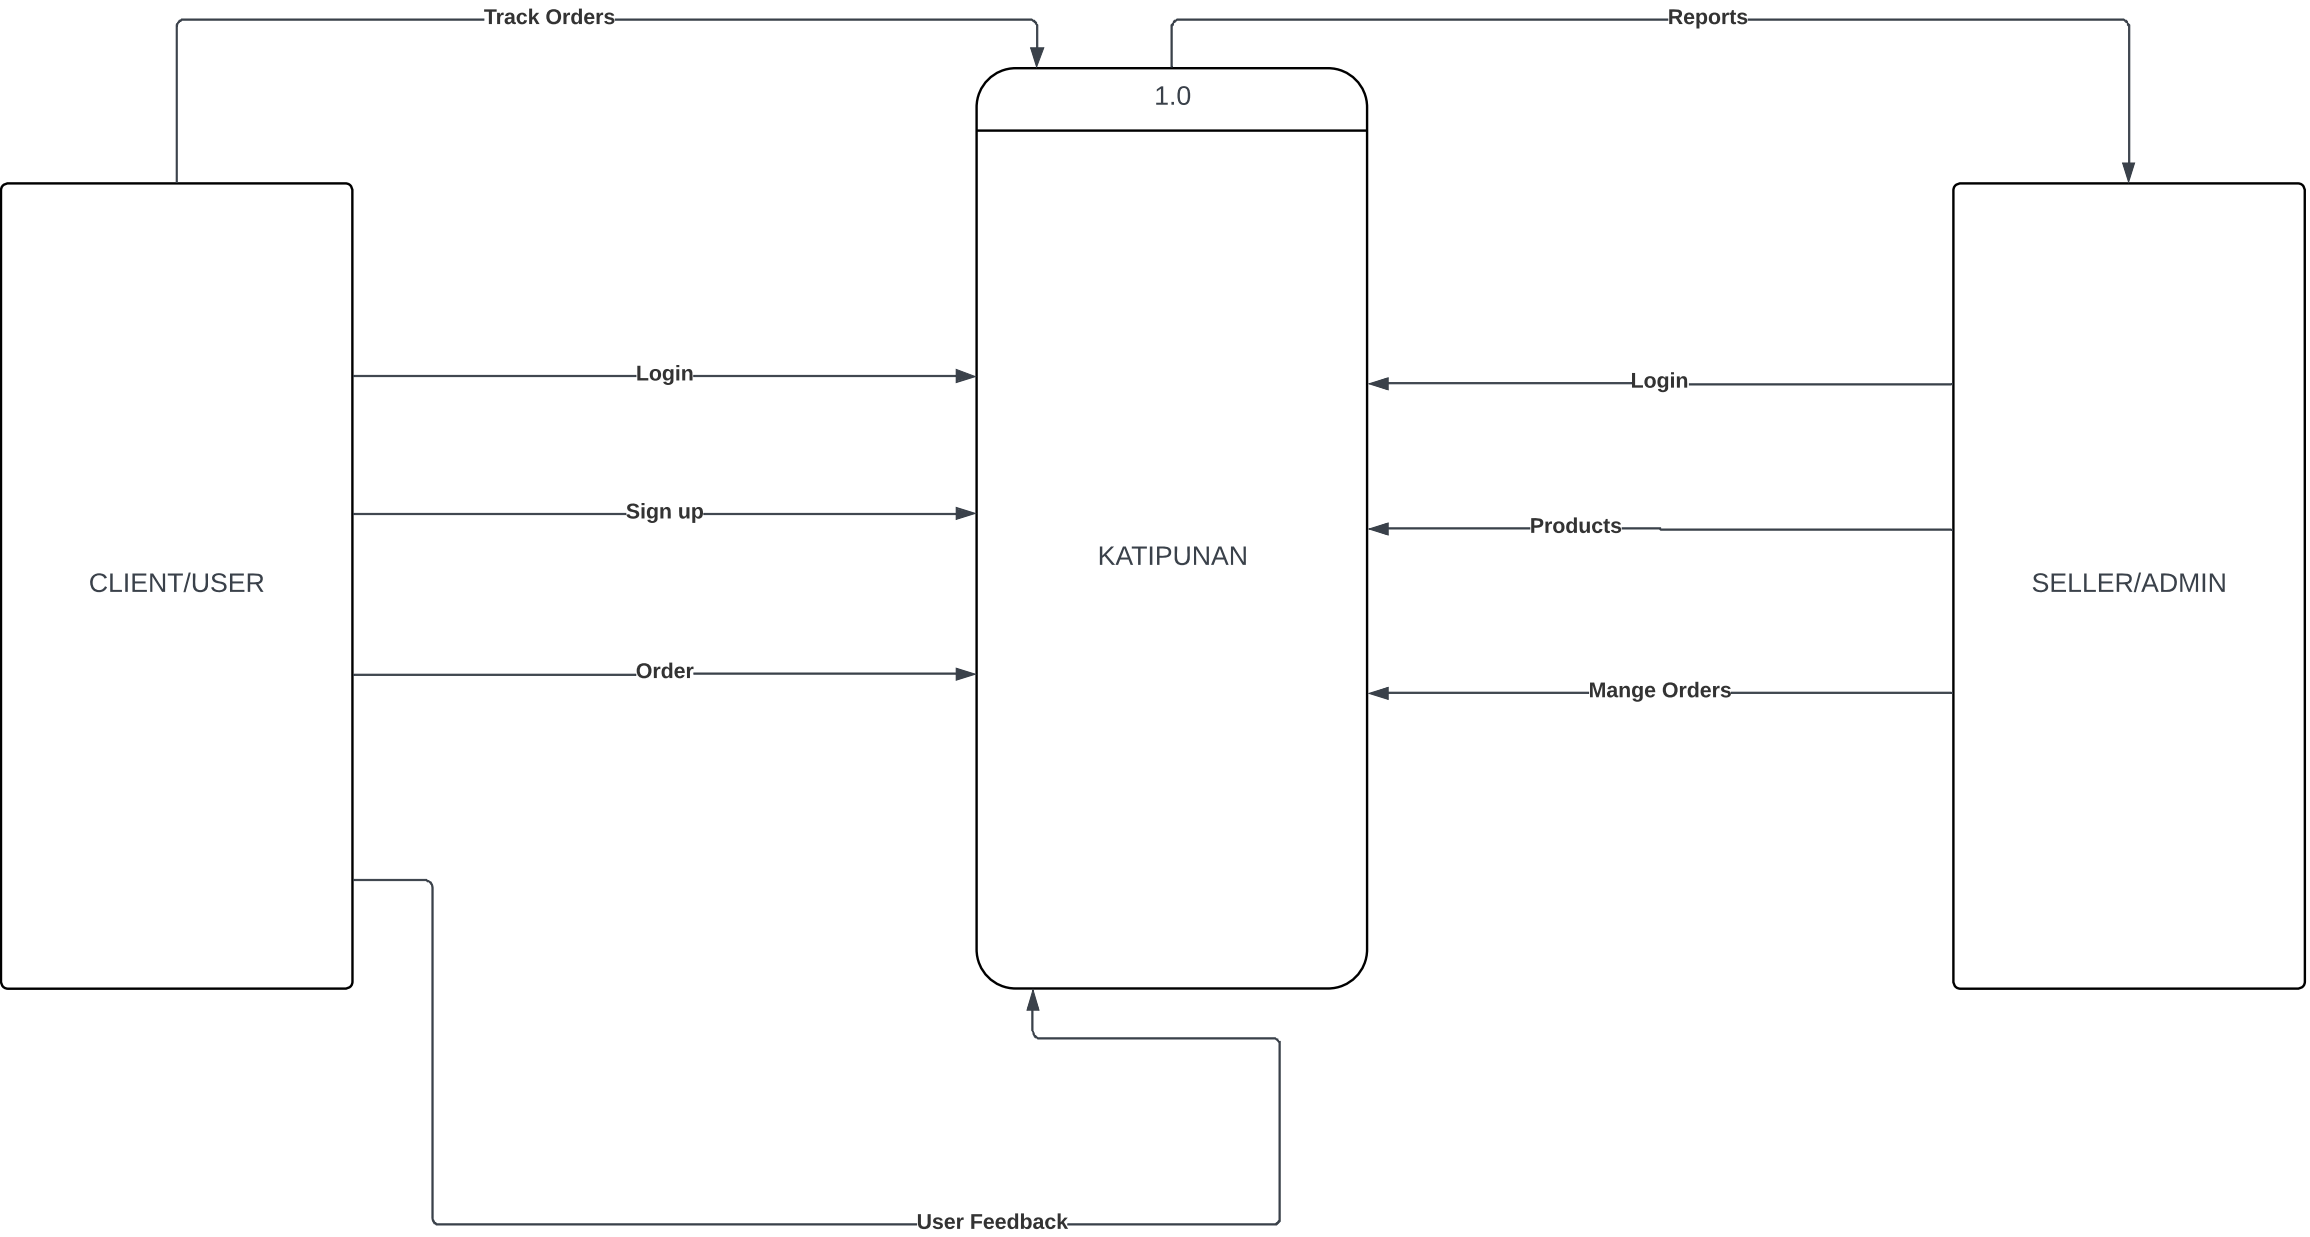 Track Orders
Reports
1.0
Login
Login
Sign up
Products
KATIPUNAN
CLIENT/USER
SELLER/ADMIN
Order
Mange Orders
User Feedback